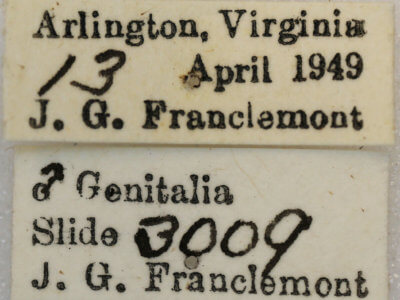 Arlington, Virginia
13 April 1949
J. G. Franclemont
♂ Genitalia
Slide 3009
J. G. Franclemont